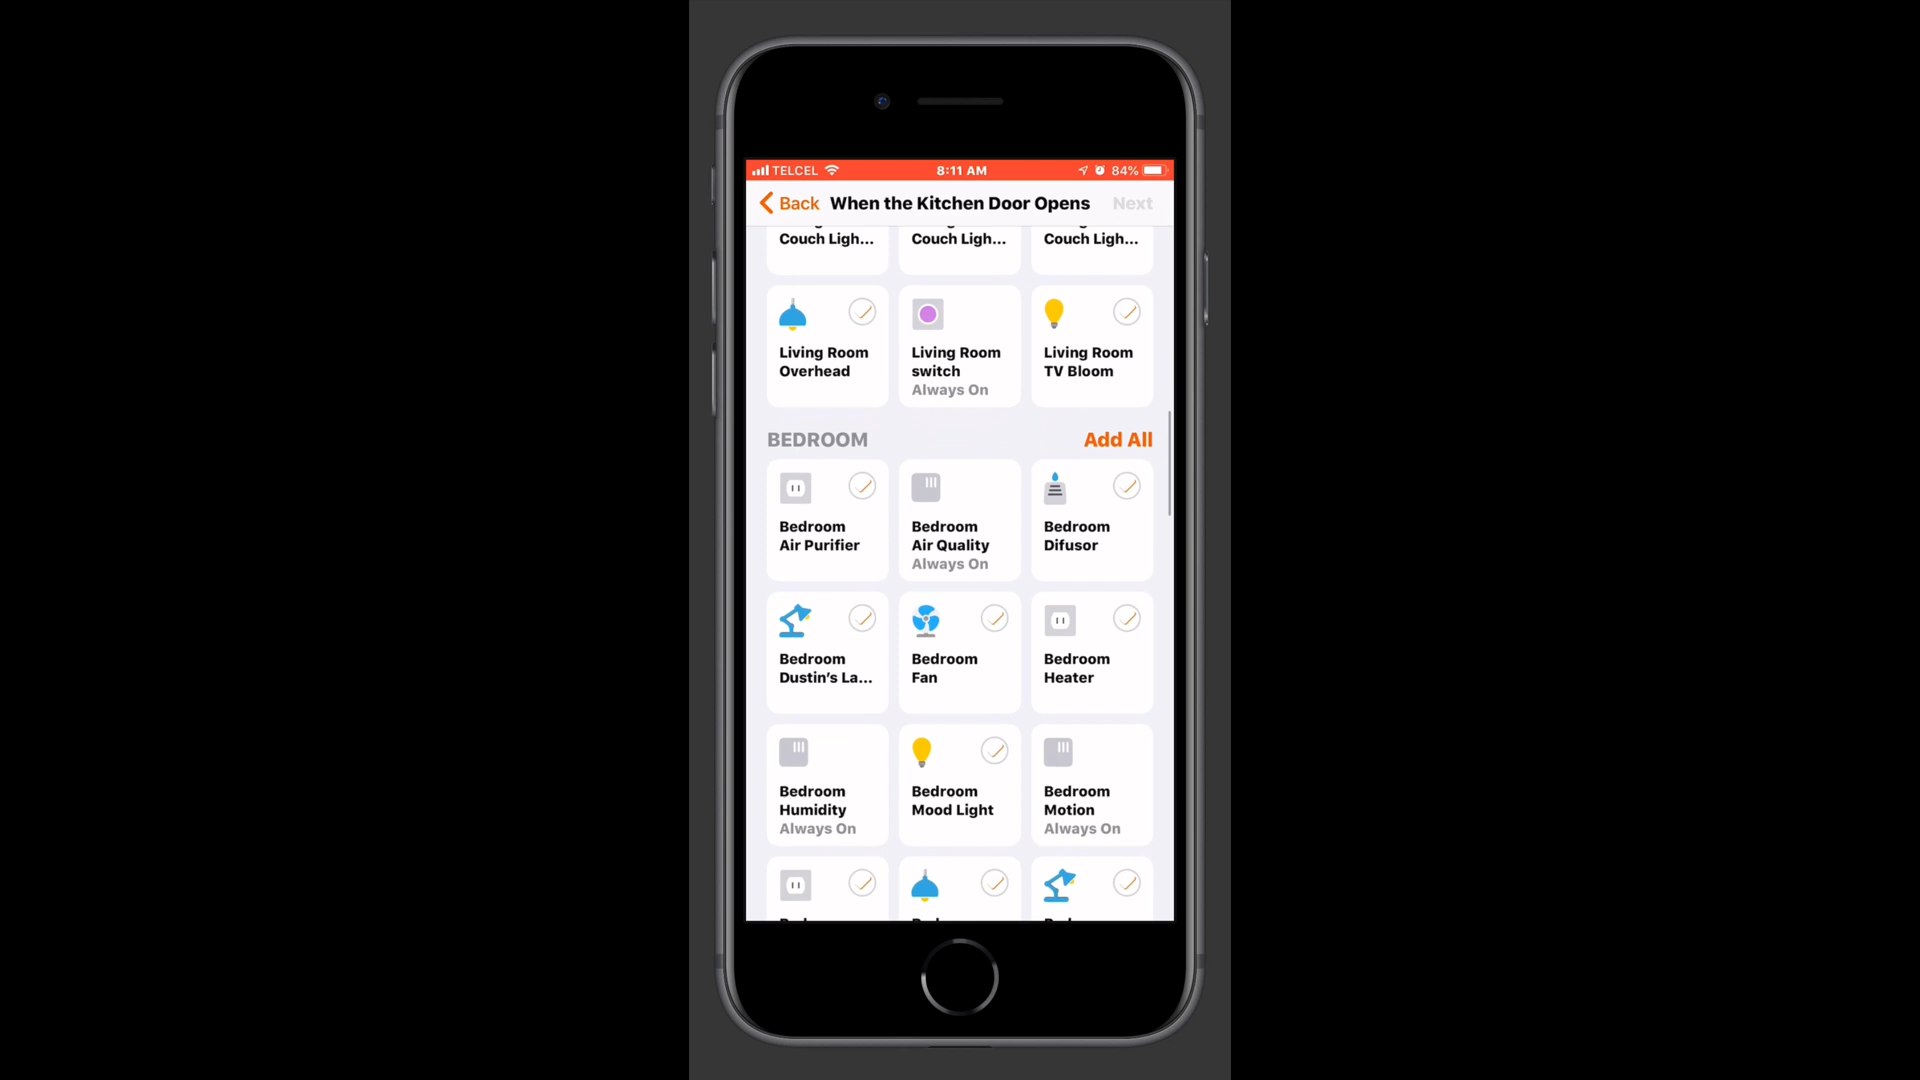 TELCEL 8:11 AM 84%
Back When the Kitchen Door Opens Next
Couch Ligh... Couch Ligh... Couch Ligh...
Living Room Living Room Living Room
Overhead switch TV Bloom
Always On
BEDROOM Add All
Bedroom Bedroom Bedroom
Air Purifier Air Quality Difusor
Always On
Bedroom Bedroom Bedroom
Dustin's La... Fan Heater
Bedroom Bedroom Bedroom
Humidity Mood Light Motion
Always On Always On